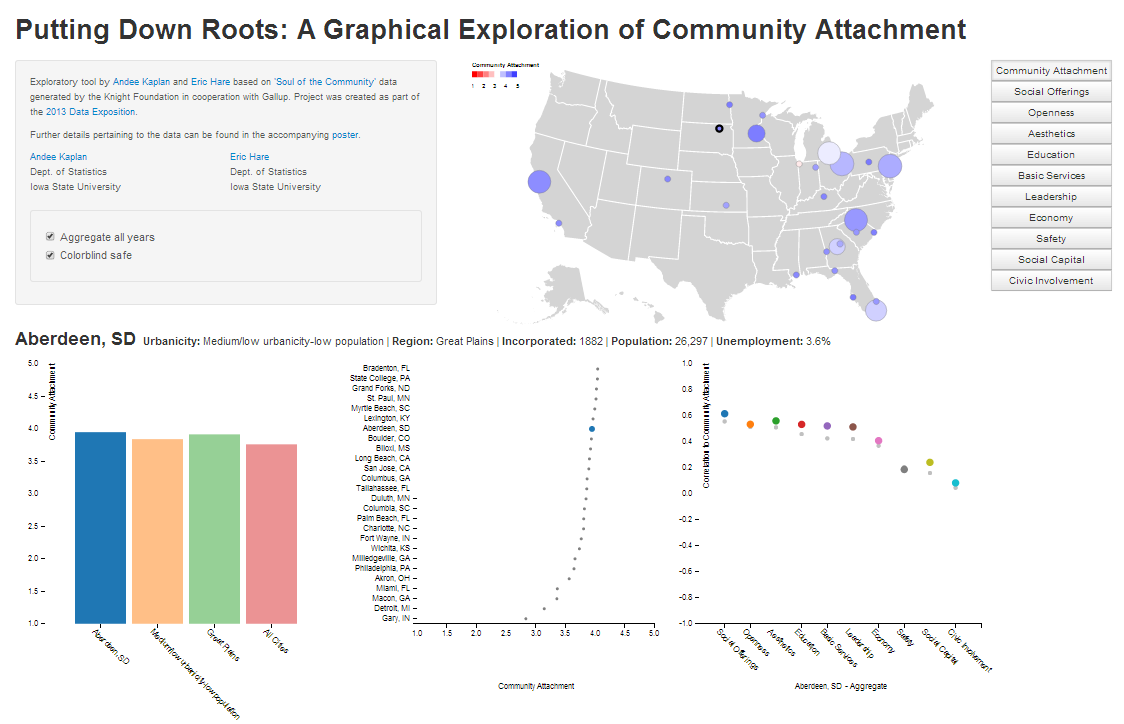 Putting Down Roots: A Graphical Exploration of Community Attachment
Exploratory tool by Andee Kaplan and Eric Hare based on 'Soul of the Community' data
generated by the Knight Foundation in cooperation with Gallup. Project was created as part of
the 2013 Data Exposition.
Further details pertaining to the data can be found in the accompanying poster.
Andee Kaplan
Dept. of Statistics
Iowa State University
Eric Hare
Dept. of Statistics
Iowa State University
Aggregate all years
Colorblind safe
Community Attachment
1 2 3 4 5
Community Attachment
Social Offerings
Openness
Aesthetics
Education
Basic Services
Leadership
Economy
Safety
Social Capital
Civic Involvement
Aberdeen, SD Urbanicity: Medium/low urbanicity-low population | Region: Great Plains | Incorporated: 1882 | Population: 26,297 | Unemployment: 3.6%
Community Attachment
5.0
4.5
4.0
3.5
3.0
2.5
2.0
1.5
1.0
Aberdeen, SD
Medium/low urbanicity-low population
Great Plains
All Cities
Bradenton, FL
State College, PA
Grand Forks, ND
St. Paul, MN
Myrtle Beach, SC
Lexington, KY
Aberdeen, SD
Boulder, CO
Biloxi, MS
Long Beach, CA
San Jose, CA
Columbus, GA
Tallahassee, FL
Duluth, MN
Columbia, SC
Palm Beach, FL
Charlotte, NC
Fort Wayne, IN
Wichita, KS
Milledgeville, GA
Philadelphia, PA
Akron, OH
Miami, FL
Macon, GA
Detroit, MI
Gary, IN
1.0 1.5 2.0 2.5 3.0 3.5 4.0 4.5 5.0
Community Attachment
Correlation to Community Attachment
1.0
0.8
0.6
0.4
0.2
0.0
-0.2
-0.4
-0.6
-0.8
-1.0
Social Offerings
Openness
Aesthetics
Education
Basic Services
Leadership
Economy
Safety
Social Capital
Civic Involvement
Aberdeen, SD - Aggregate